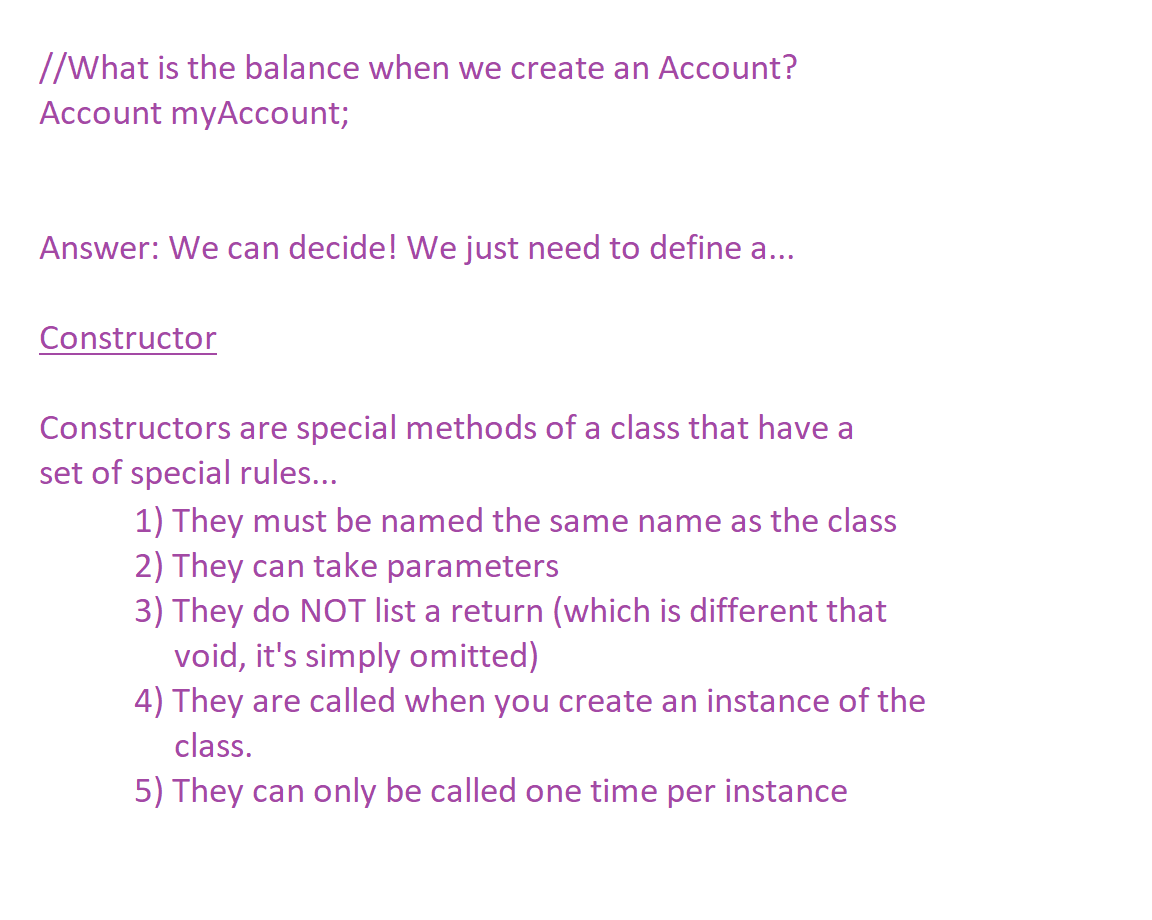 //What is the balance when we create an Account?
Account myAccount;
Answer: We can decide! We just need to define a...
Constructor
Constructors are special methods of a class that have a
set of special rules...
1) They must be named the same name as the class
2) They can take parameters
3) They do NOT list a return (which is different that
void, it's simply omitted)
4) They are called when you create an instance of the
class.
5) They can only be called one time per instance